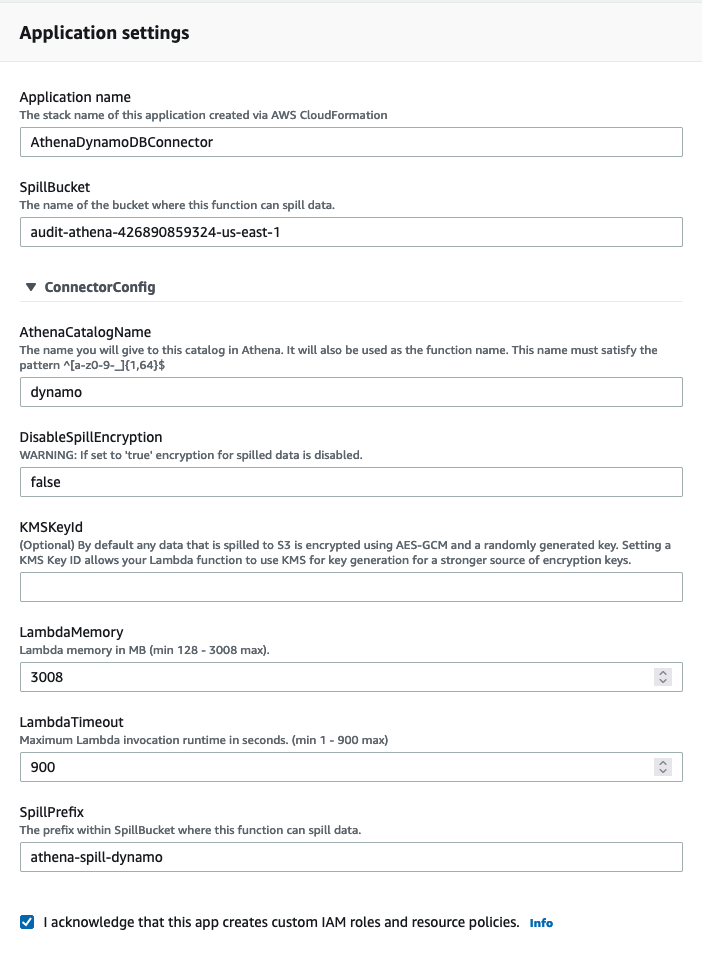 Application settings
Application name
The stack name of this application created via AWS CloudFormation
AthenaDynamoDBConnector
SpillBucket
The name of the bucket where this function can spill data.
audit-athena-426890859324-us-east-1
ConnectorConfig
AthenaCatalogName
The name you will give to this catalog in Athena. It will also be used as the function name. This name must satisfy the
pattern ^[a-z0-9-_]{1,64}$
dynamo
DisableSpillEncryption
WARNING: If set to 'true' encryption for spilled data is disabled.
false
KMSKeyId
(Optional) By default any data that is spilled to S3 is encrypted using AES-GCM and a randomly generated key. Setting a
KMS Key ID allows your Lambda function to use KMS for key generation for a stronger source of encryption keys.
LambdaMemory
Lambda memory in MB (min 128 - 3008 max).
3008
LambdaTimeout
Maximum Lambda invocation runtime in seconds. (min 1 - 900 max)
900
SpillPrefix
The prefix within SpillBucket where this function can spill data.
athena-spill-dynamo
I acknowledge that this app creates custom IAM roles and resource policies. Info